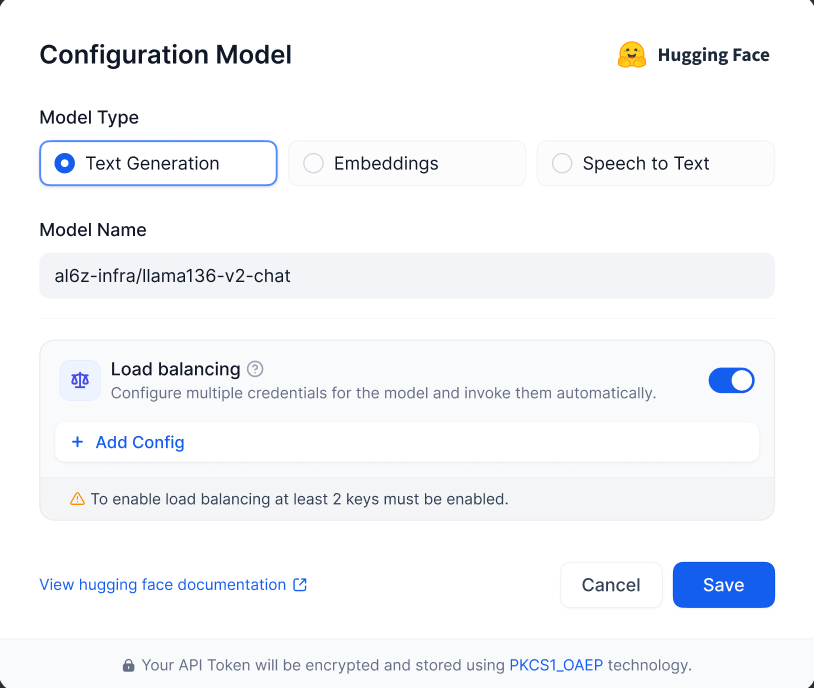 Configuration Model
Hugging Face
Model Type
Text Generation
Embeddings
Speech to Text
Model Name
al6z-infra/llama136-v2-chat
Load balancing
Configure multiple credentials for the model and invoke them automatically.
+ Add Config
To enable load balancing at least 2 keys must be enabled.
View hugging face documentation
Cancel
Save
Your API Token will be encrypted and stored using PKCS1_OAEP technology.